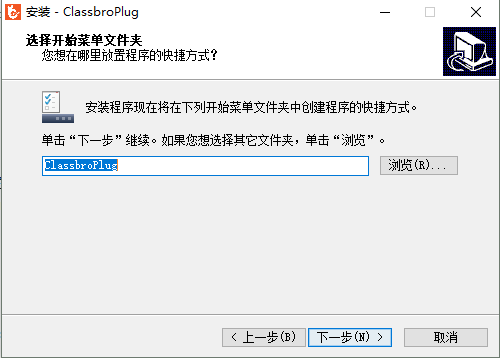 安装 - ClassbroPlug
选择开始菜单文件夹
您想在哪里放置程序的快捷方式?
安装程序现在将在下列开始菜单文件夹中创建程序的快捷方式。
单击“下一步”继续。如果您想选择其它文件夹，单击“浏览”。
ClassbroPlug
浏览(R)...
< 上一步(B)
下一步(N) >
取消